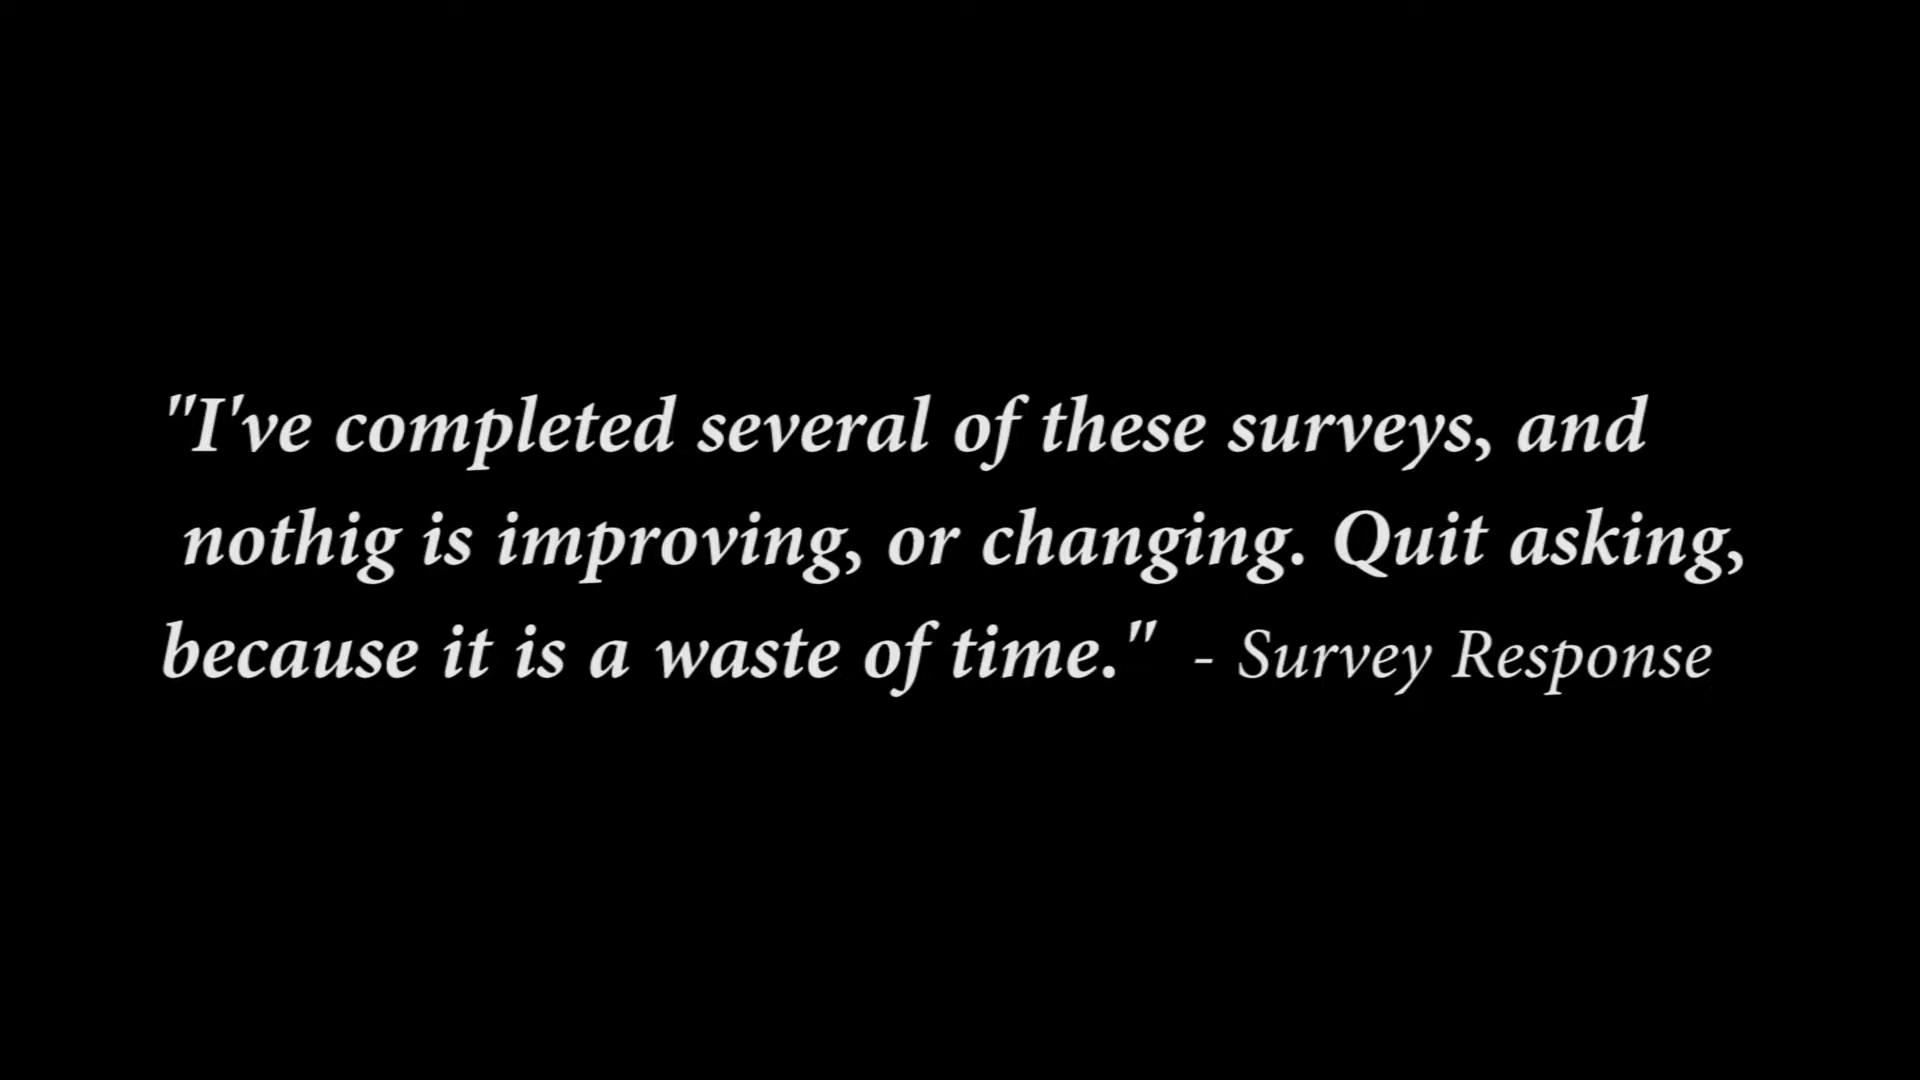 "I've completed several of these surveys, and
nothig is improving, or changing. Quit asking,
because it is a waste of time." - Survey Response